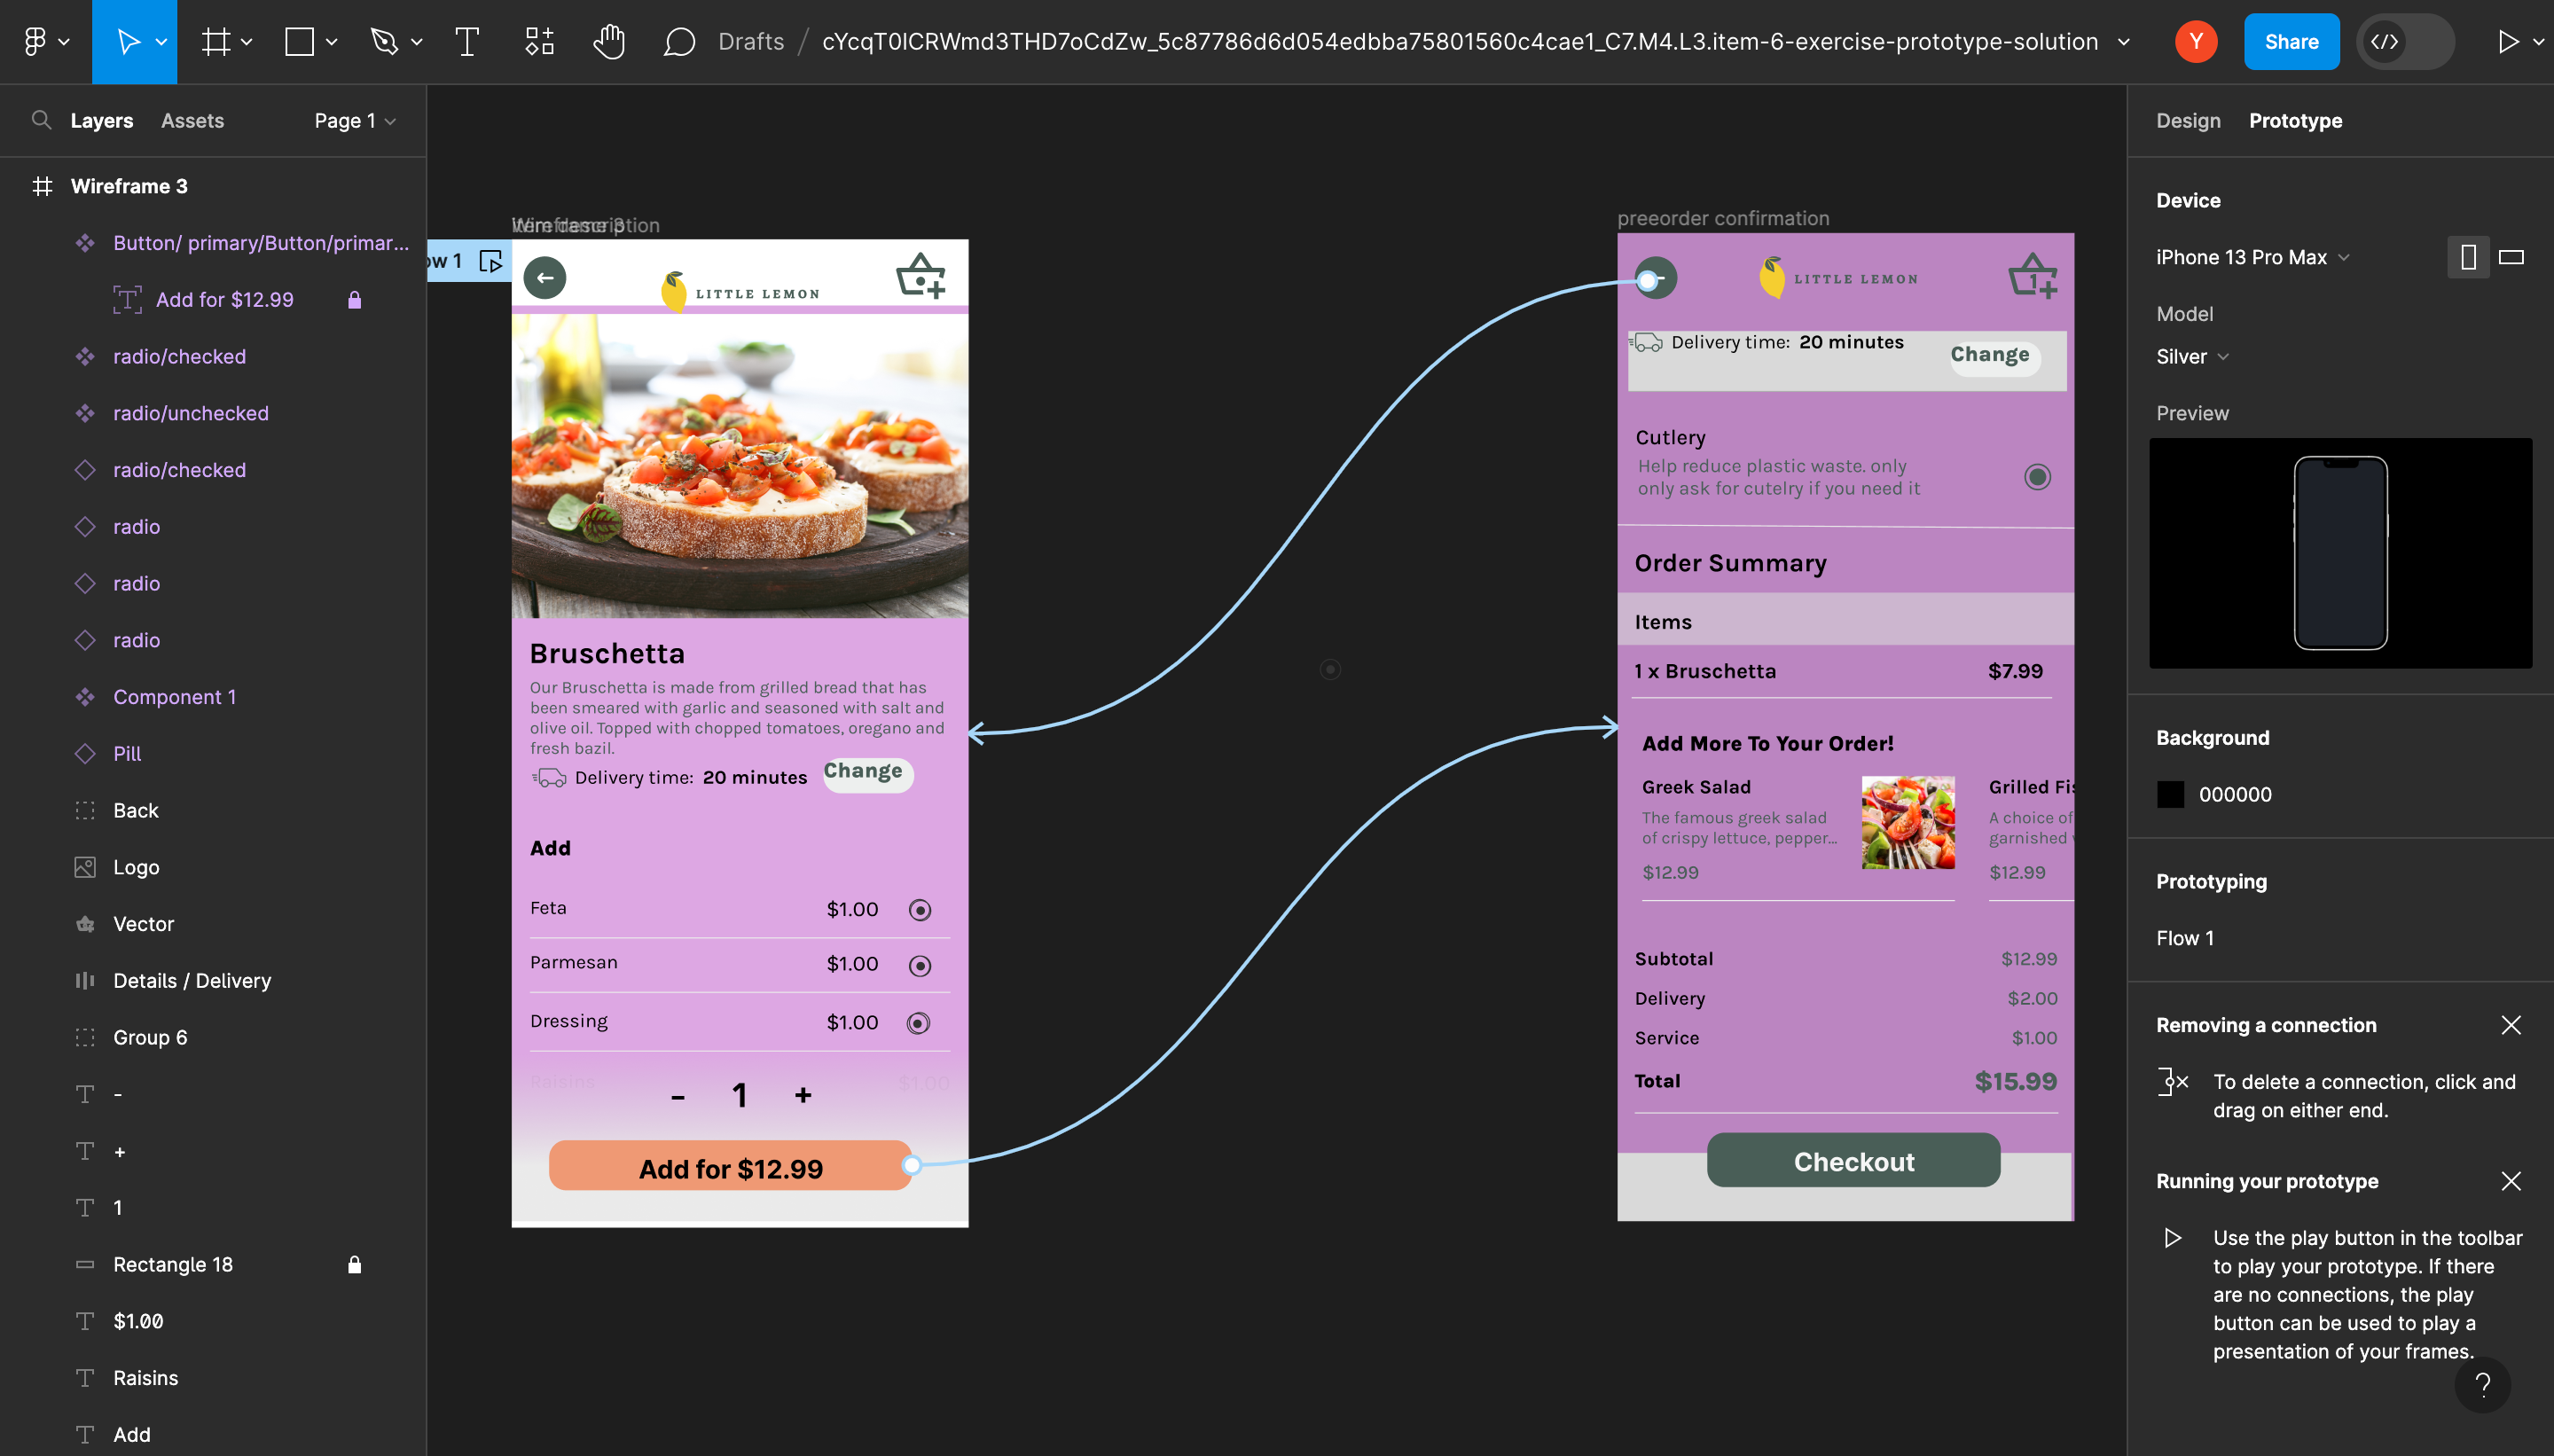 Drafts / cYcqT0lCRWmd3THD7oCdZw_5c87786d6d054edbba75801560c4cae1_C7.M4.L3.item-6-exercise-prototype-solution
Y
Share
Layers
Assets
Page 1
Wireframe 3
Button/ primary/Button/primar...
Add for $12.99
radio/checked
radio/unchecked
radio/checked
radio
radio
radio
Component 1
Pill
Back
Logo
Vector
Details / Delivery
Group 6
-
+
1
Rectangle 18
$1.00
Raisins
Add
ow 1
LITTLE LEMON
Bruschetta
Our Bruschetta is made from grilled bread that has
been smeared with garlic and seasoned with salt and
olive oil. Topped with chopped tomatoes, oregano and
fresh bazil.
Delivery time: 20 minutes
Change
Add
Feta $1.00
Parmesan $1.00
Dressing $1.00
Raisins $1.00
- 1 +
Add for $12.99
preeorder confirmation
LITTLE LEMON
1
Delivery time: 20 minutes
Change
Cutlery
Help reduce plastic waste. only
only ask for cutelry if you need it
Order Summary
Items
1 x Bruschetta $7.99
Add More To Your Order!
Greek Salad
The famous greek salad
of crispy lettuce, pepper...
$12.99
Grilled Fis
A choice of
garnished
$12.99
Subtotal $12.99
Delivery $2.00
Service $1.00
Total $15.99
Checkout
Design
Prototype
Device
iPhone 13 Pro Max
Model
Silver
Preview
Background
000000
Prototyping
Flow 1
Removing a connection
To delete a connection, click and
drag on either end.
Running your prototype
Use the play button in the toolbar
to play your prototype. If there
are no connections, the play
button can be used to play a
presentation of your frames.
?